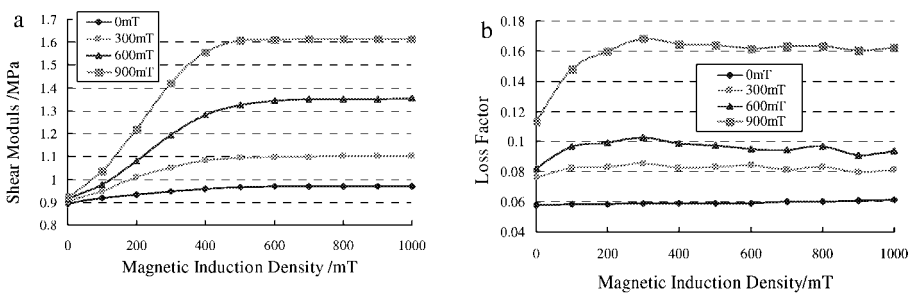 a
0mT
300mT
600mT
900mT
1.7
1.6
1.5
1.4
1.3
1.2
1.1
1
0.9
0.8
Shear Moduls /MPa
0 200 400 600 800 1000
Magnetic Induction Density /mT
b
0.18
0.16
0.14
0.12
0.1
0.08
0.06
0.04
Loss Factor
0mT
300mT
600mT
900mT
0 200 400 600 800 1000
Magnetic Induction Density/mT